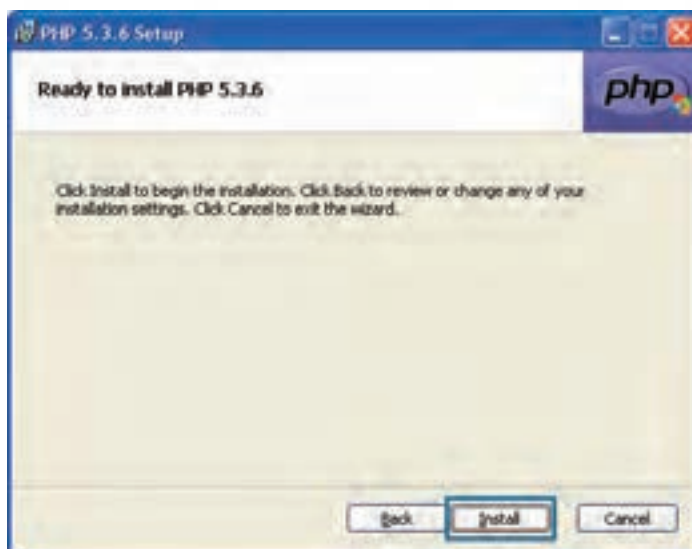 PHP 5.3.6 Setup
Ready to install PHP 5.3.6
php
Click Install to begin the installation. Click Back to review or change any of your
installation settings. Click Cancel to exit the wizard.
Back
Install
Cancel